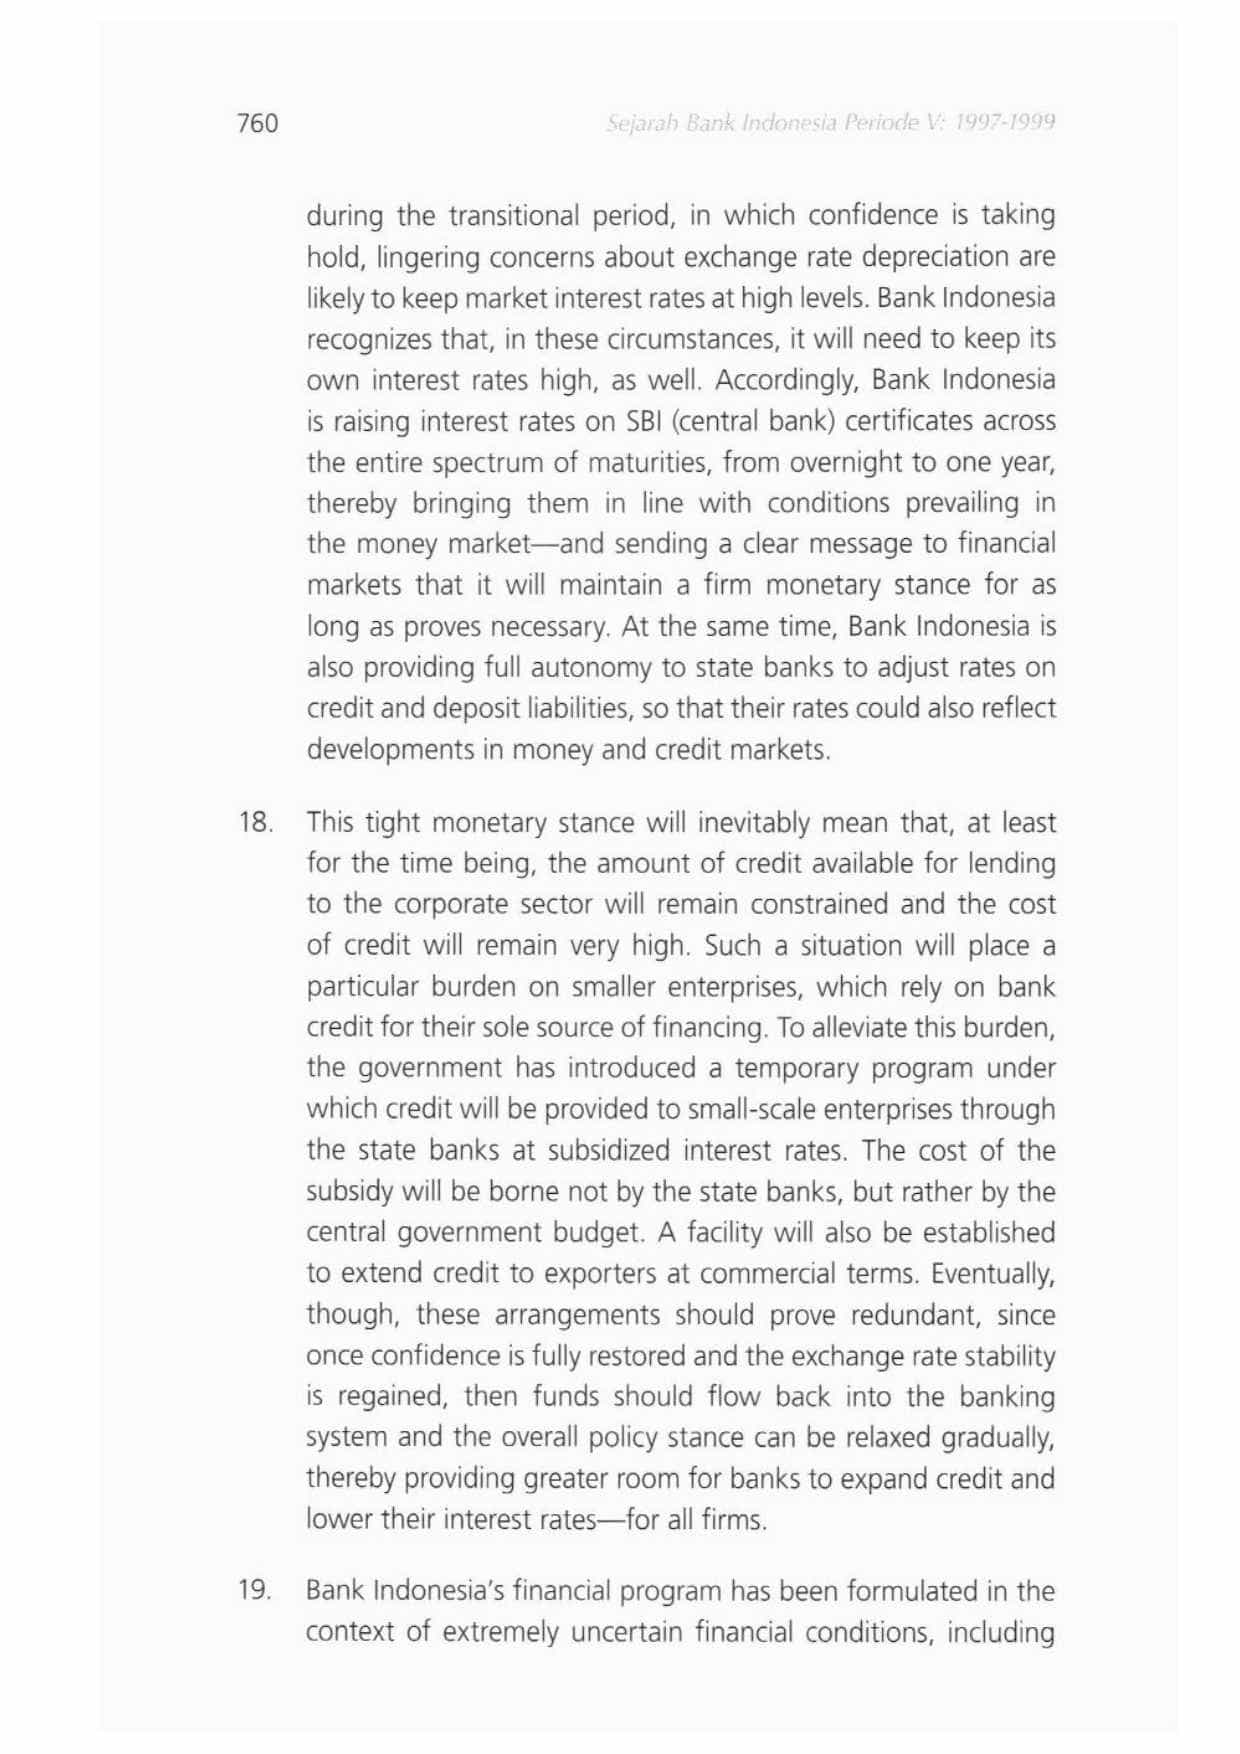 760 Sejarah Bank Indonesia Periode V: 1997-1999
during the transitional period, in which confidence is taking
hold, lingering concerns about exchange rate depreciation are
likely to keep market interest rates at high levels. Bank Indonesia
recognizes that, in these circumstances, it will need to keep its
own interest rates high, as well. Accordingly, Bank Indonesia
is raising interest rates on SBI (central bank) certificates across
the entire spectrum of maturities, from overnight to one year,
thereby bringing them in line with conditions prevailing in
the money market—and sending a clear message to financial
markets that it will maintain a firm monetary stance for as
long as proves necessary. At the same time, Bank Indonesia is
also providing full autonomy to state banks to adjust rates on
credit and deposit liabilities, so that their rates could also reflect
developments in money and credit markets.
18. This tight monetary stance will inevitably mean that, at least
for the time being, the amount of credit available for lending
to the corporate sector will remain constrained and the cost
of credit will remain very high. Such a situation will place a
particular burden on smaller enterprises, which rely on bank
credit for their sole source of financing. To alleviate this burden,
the government has introduced a temporary program under
which credit will be provided to small-scale enterprises through
the state banks at subsidized interest rates. The cost of the
subsidy will be borne not by the state banks, but rather by the
central government budget. A facility will also be established
to extend credit to exporters at commercial terms. Eventually,
though, these arrangements should prove redundant, since
once confidence is fully restored and the exchange rate stability
is regained, then funds should flow back into the banking
system and the overall policy stance can be relaxed gradually,
thereby providing greater room for banks to expand credit and
lower their interest rates—for all firms.
19. Bank Indonesia's financial program has been formulated in the
context of extremely uncertain financial conditions, including